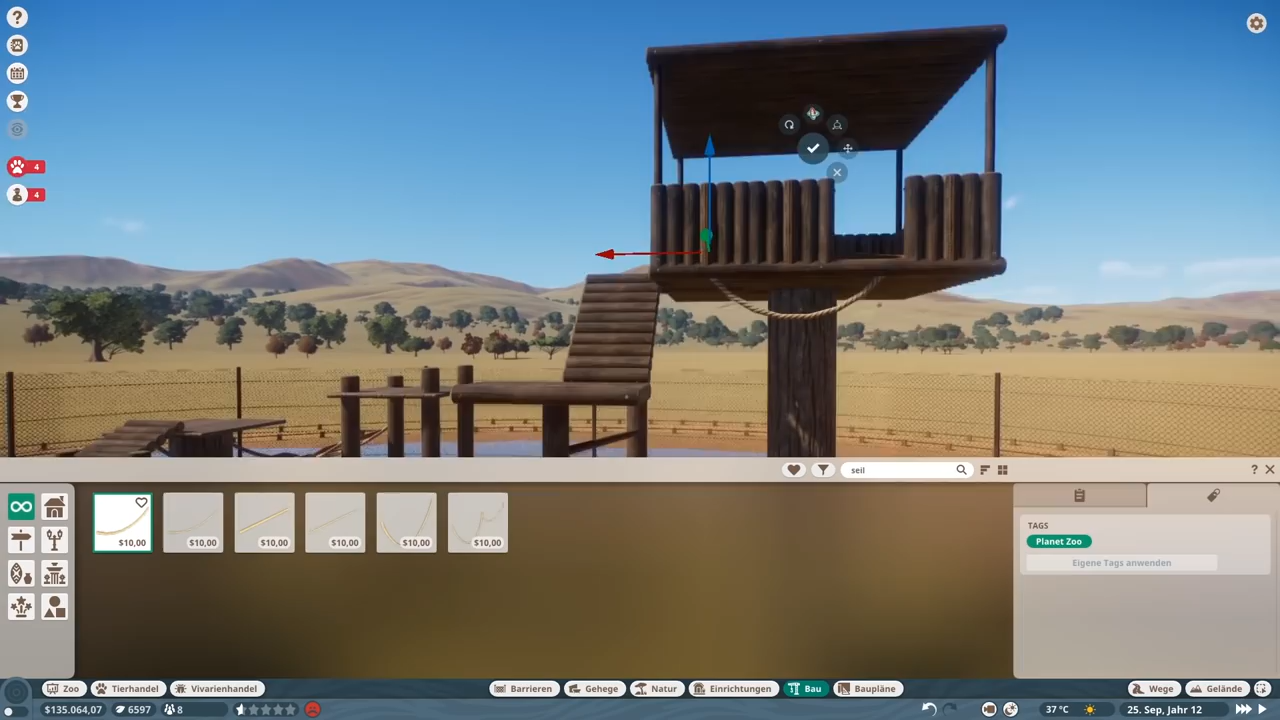 ?
4
4
seil
?
$10,00
$10,00
$10,00
$10,00
$10,00
$10,00
TAGS
Planet Zoo
Eigene Tags anwenden
Zoo
Tierhandel
Vivarienhandel
Barrieren
Gehege
Natur
Einrichtungen
Bau
Baupläne
Wege
Gelände
$135.064,07
6597
8
37 °C
25. Sep, Jahr 12